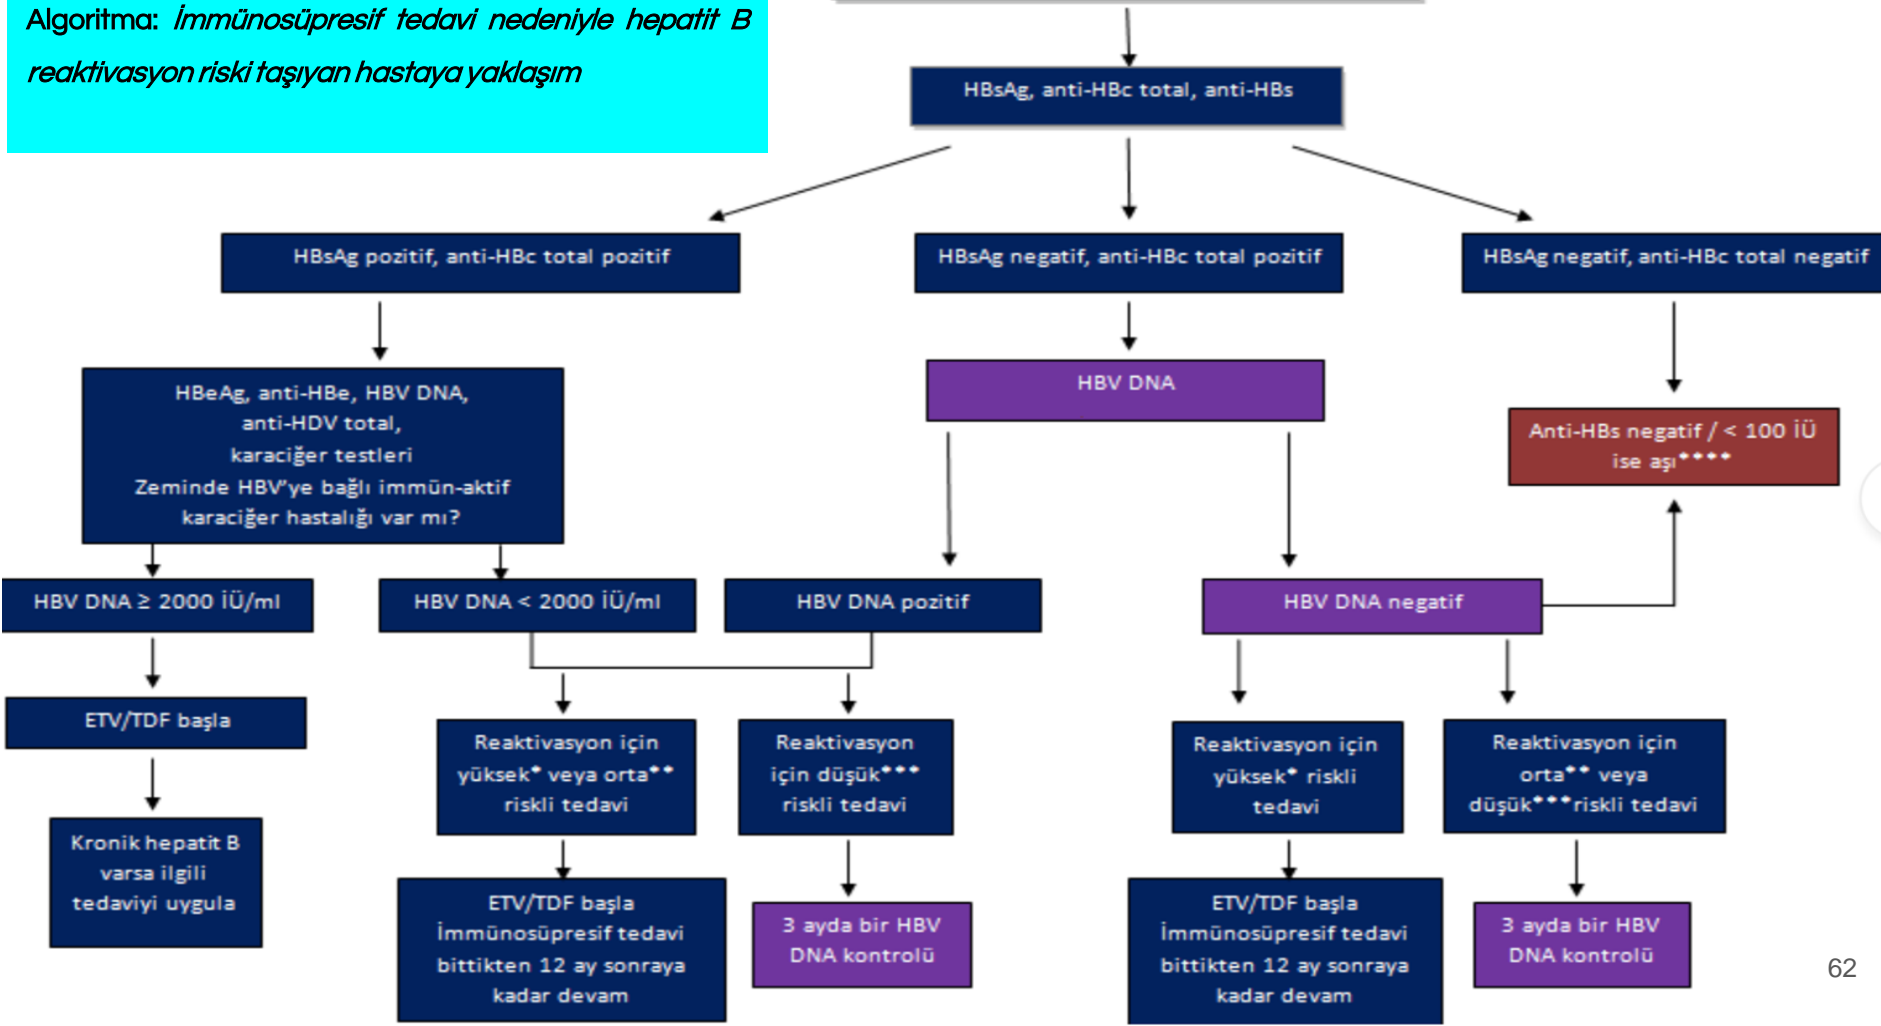 Algoritma: İmmünosüpresif tedavi nedeniyle hepatit B
reaktivasyon riski taşıyan hastaya yaklaşım
HBsAg, anti-HBc total, anti-HBs
HBsAg pozitif, anti-HBc total pozitif
HBsAg negatif, anti-HBc total pozitif
HBsAg negatif, anti-HBc total negatif
HBeAg, anti-HBe, HBV DNA,
anti-HDV total,
karaciğer testleri
Zeminde HBV'ye bağlı immün-aktif
karaciğer hastalığı var mı?
HBV DNA
Anti-HBs negatif / < 100 İÜ
ise aşı****
HBV DNA ≥ 2000 İÜ/ml
HBV DNA < 2000 İÜ/ml
HBV DNA pozitif
HBV DNA negatif
ETV/TDF başla
Reaktivasyon için
yüksek* veya orta**
riskli tedavi
Reaktivasyon
için düşük***
riskli tedavi
Reaktivasyon için
yüksek* riskli
tedavi
Reaktivasyon için
orta** veya
düşük***riskli tedavi
Kronik hepatit B
varsa ilgili
tedaviyi uygula
ETV/TDF başla
İmmünosüpresif tedavi
bittikten 12 ay sonraya
kadar devam
3 ayda bir HBV
DNA kontrolü
ETV/TDF başla
İmmünosüpresif tedavi
bittikten 12 ay sonraya
kadar devam
3 ayda bir HBV
DNA kontrolü
62